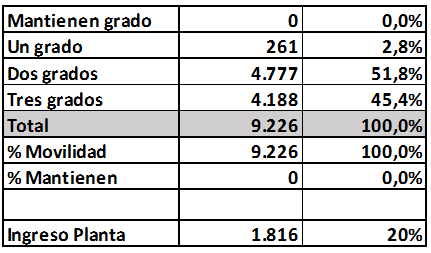 Mantienen grado 0 0,0%
Un grado 261 2,8%
Dos grados 4.777 51,8%
Tres grados 4.188 45,4%
Total 9.226 100,0%
% Movilidad 9.226 100,0%
% Mantienen 0 0,0%
Ingreso Planta 1.816 20%